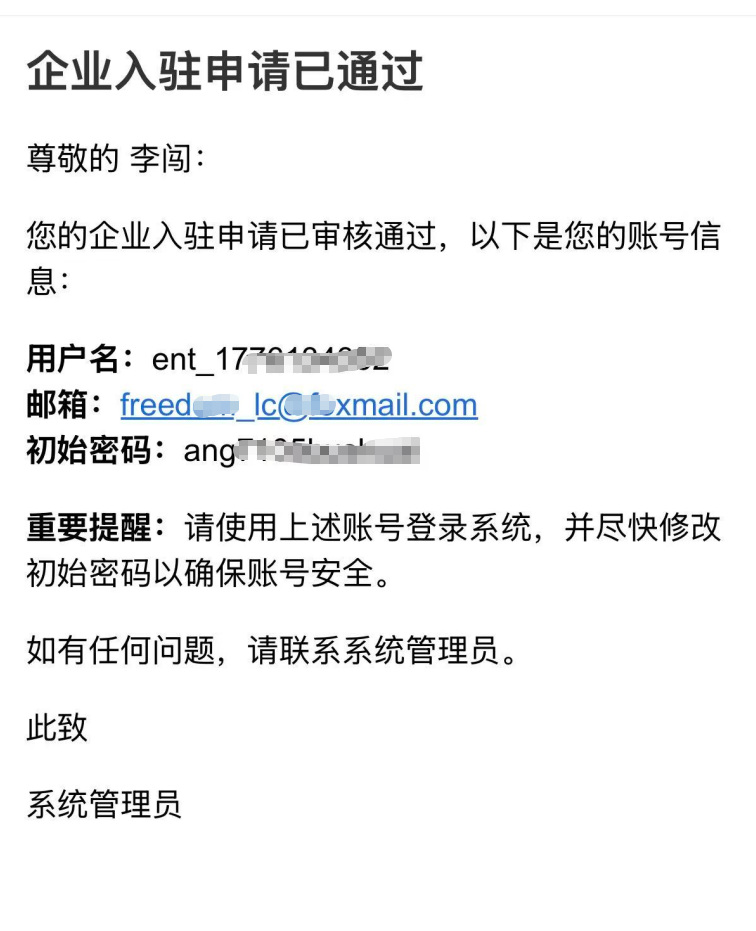 企业入驻申请已通过
尊敬的 李闯：
您的企业入驻申请已审核通过，以下是您的账号信
息：
用户名：
邮箱：
初始密码：
重要提醒：请使用上述账号登录系统，并尽快修改
初始密码以确保账号安全。
如有任何问题，请联系系统管理员。
此致
系统管理员